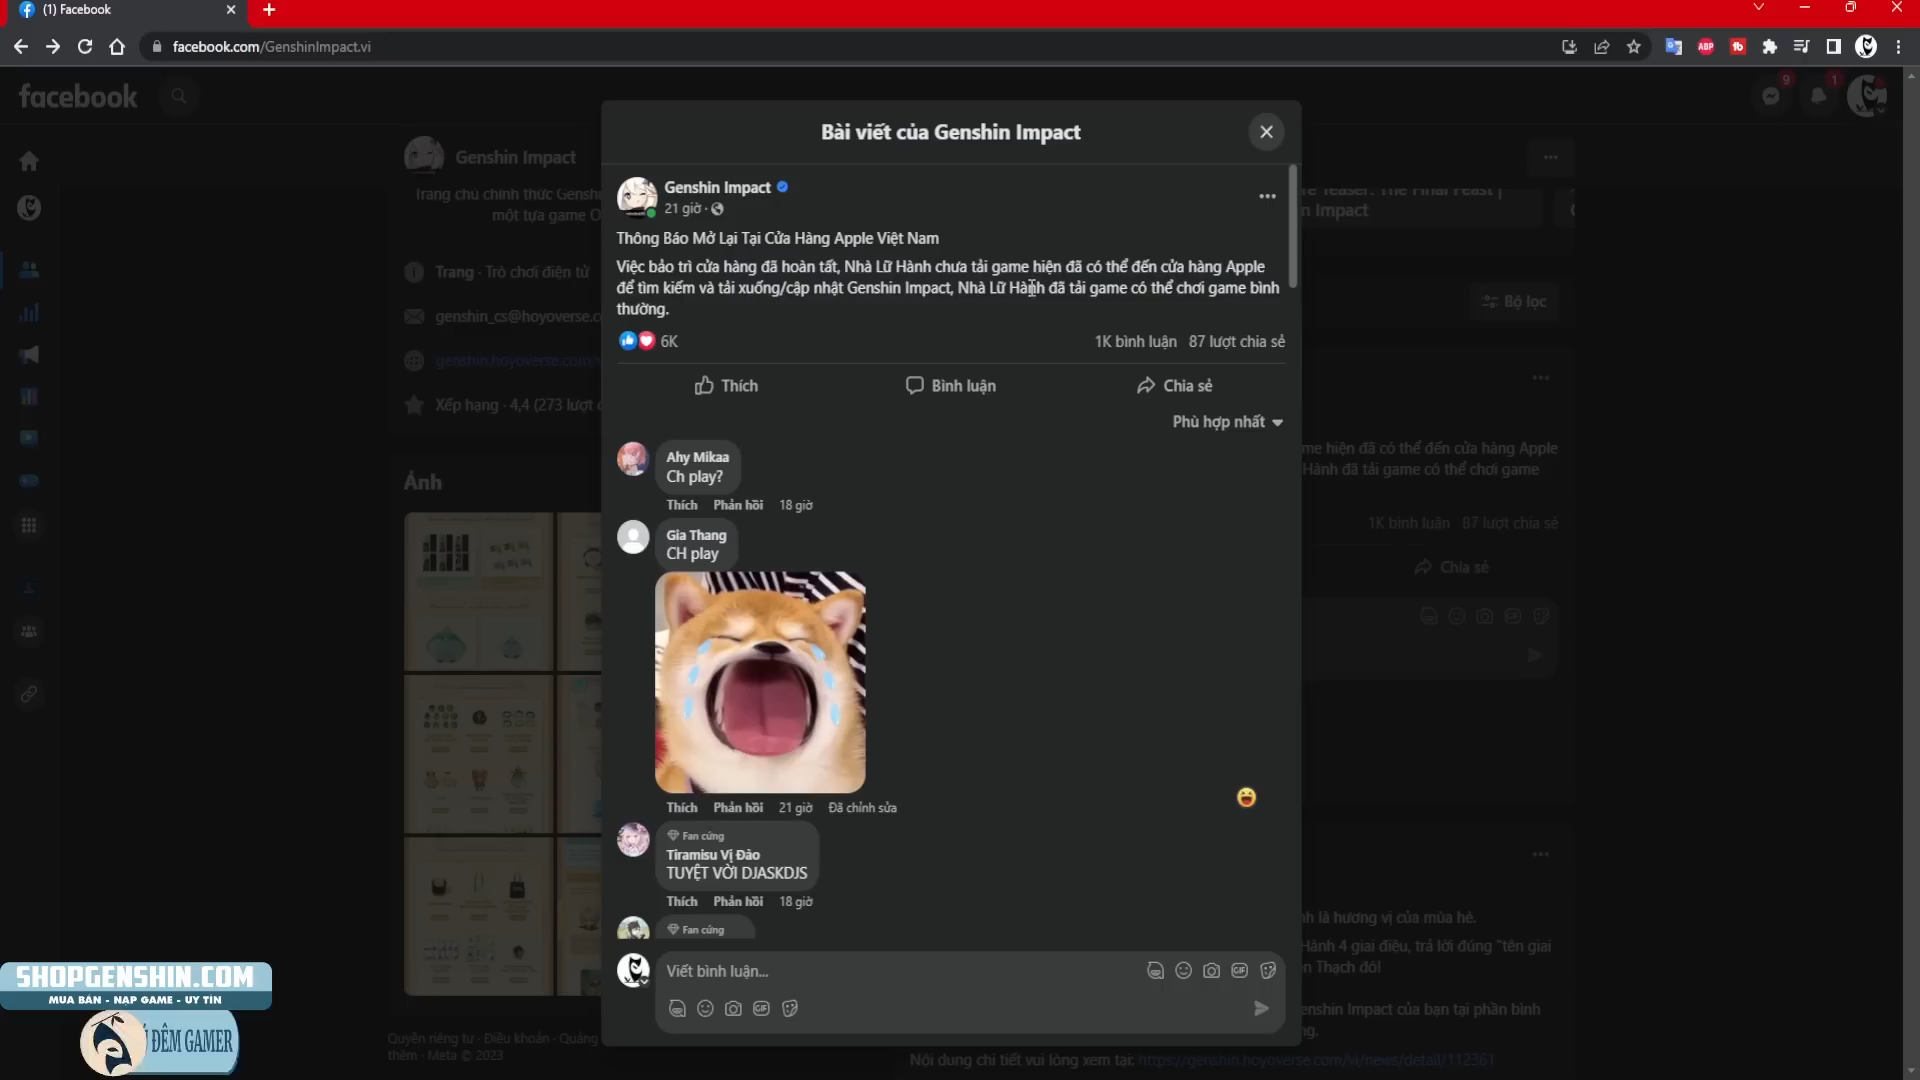 (1) Facebook
facebook.com/GenshinImpact.vi
ABP
facebook
9
1
Bài viết của Genshin Impact
Genshin Impact
21 giờ ·
Thông Báo Mở Lại Tại Cửa Hàng Apple Việt Nam
Việc bảo trì cửa hàng đã hoàn tất, Nhà Lữ Hành chưa tải game hiện đã có thể đến cửa hàng Apple
để tìm kiếm và tải xuống/cập nhật Genshin Impact, Nhà Lữ Hành đã tải game có thể chơi game bình
thường.
6K
1K bình luận 87 lượt chia sẻ
Thích
Bình luận
Chia sẻ
Phù hợp nhất
Ahy Mikaa
Ch play?
Thích Phản hồi 18 giờ
Gia Thang
CH play
Thích Phản hồi 21 giờ Đã chỉnh sửa
Fan cứng
Tiramisu Vị Đào
TUYỆT VỜI DJASKDJS
Thích Phản hồi 18 giờ
Fan cứng
Viết bình luận...
GIF
GIF
Genshin Impact
Trang chủ chính thức Genshi
một tựa game O
Trang · Trò chơi điện tử
genshin_cs@hoyoverse.c
genshin.hoyoverse.com/v
Xếp hạng · 4,4 (273 lượt
Ảnh
Quyền riêng tư · Điều khoản · Quảng
thêm · Meta © 2023
Teaser: The Final Feast |
n Impact
Bộ lọc
me hiện đã có thể đến cửa hàng Apple
Hành đã tải game có thể chơi game
1K bình luận 87 lượt chia sẻ
Chia sẻ
nh là hương vị của mùa hè.
Hành 4 giai điệu, trả lời đúng "tên giai
n Thạch đó!
enshin Impact của bạn tại phần bình
ng.
Nội dung chi tiết vui lòng xem tại: https://genshin.hoyoverse.com/vi/news/detail/112361
SHOPGENSHIN.COM
MUA BÁN - NẠP GAME - UY TÍN
ĐÊM GAMER